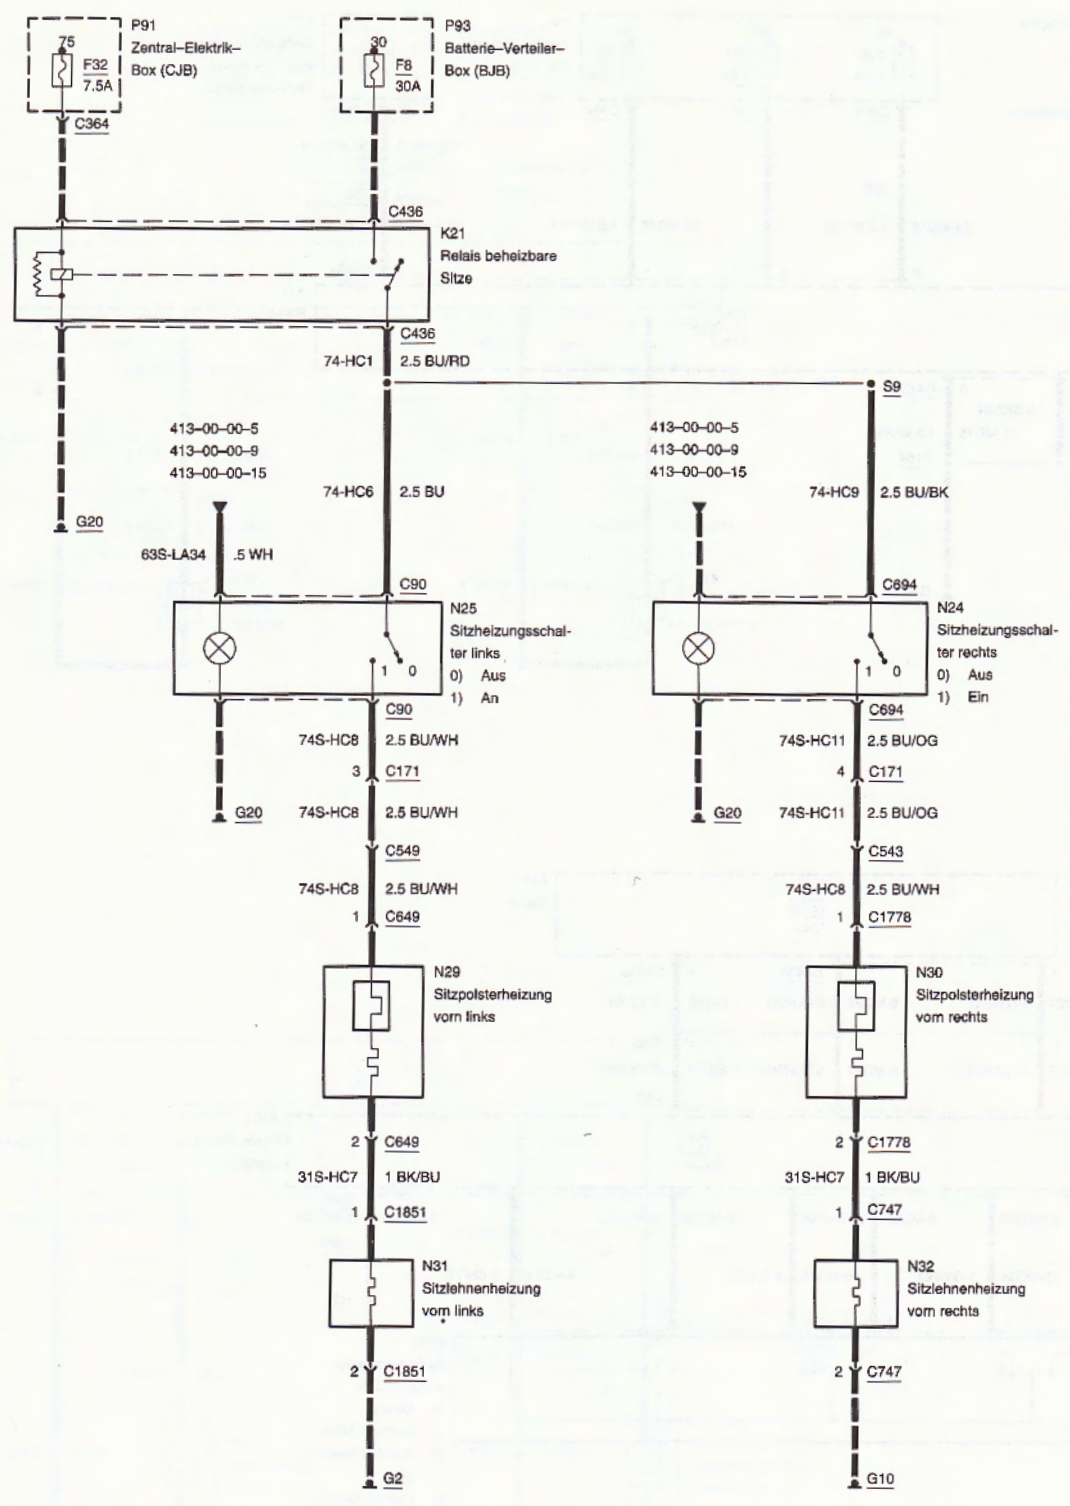 P91
75
Zentral–Elektrik–
F32
Box (CJB)
7.5A
C364
P93
30
Batterie–Verteiler–
F8
Box (BJB)
30A
C436
K21
Relais beheizbare
Sitze
C436
74-HC1 2.5 BU/RD
S9
413–00–00–5
413–00–00–9
413–00–00–15
413–00–00–5
413–00–00–9
413–00–00–15
74-HC6 2.5 BU
74-HC9 2.5 BU/BK
G20
63S-LA34 .5 WH
C90
C694
N25
Sitzheizungsschal-
ter links
0) Aus
1) An
1 0
N24
Sitzheizungsschal-
ter rechts
0) Aus
1) Ein
1 0
C90
C694
74S-HC8 2.5 BU/WH
74S-HC11 2.5 BU/OG
3 C171
4 C171
G20
74S-HC8 2.5 BU/WH
G20
74S-HC11 2.5 BU/OG
C549
C543
74S-HC8 2.5 BU/WH
74S-HC8 2.5 BU/WH
1 C649
1 C1778
N29
Sitzpolsterheizung
vorn links
N30
Sitzpolsterheizung
vorn rechts
2 C649
2 C1778
31S-HC7 1 BK/BU
31S-HC7 1 BK/BU
1 C1851
1 C747
N31
Sitzlehnenheizung
vorn links
N32
Sitzlehnenheizung
vorn rechts
2 C1851
2 C747
G2
G10